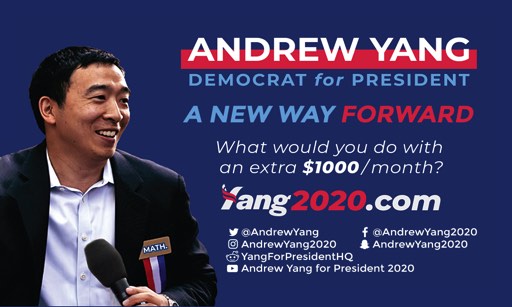 ANDREW YANG
DEMOCRAT for PRESIDENT
A NEW WAY FORWARD
What would you do with
an extra $1000/month?
Yang2020.com
@AndrewYang @AndrewYang2020
AndrewYang2020 AndrewYang2020
YangForPresidentHQ
Andrew Yang for President 2020
MATH.